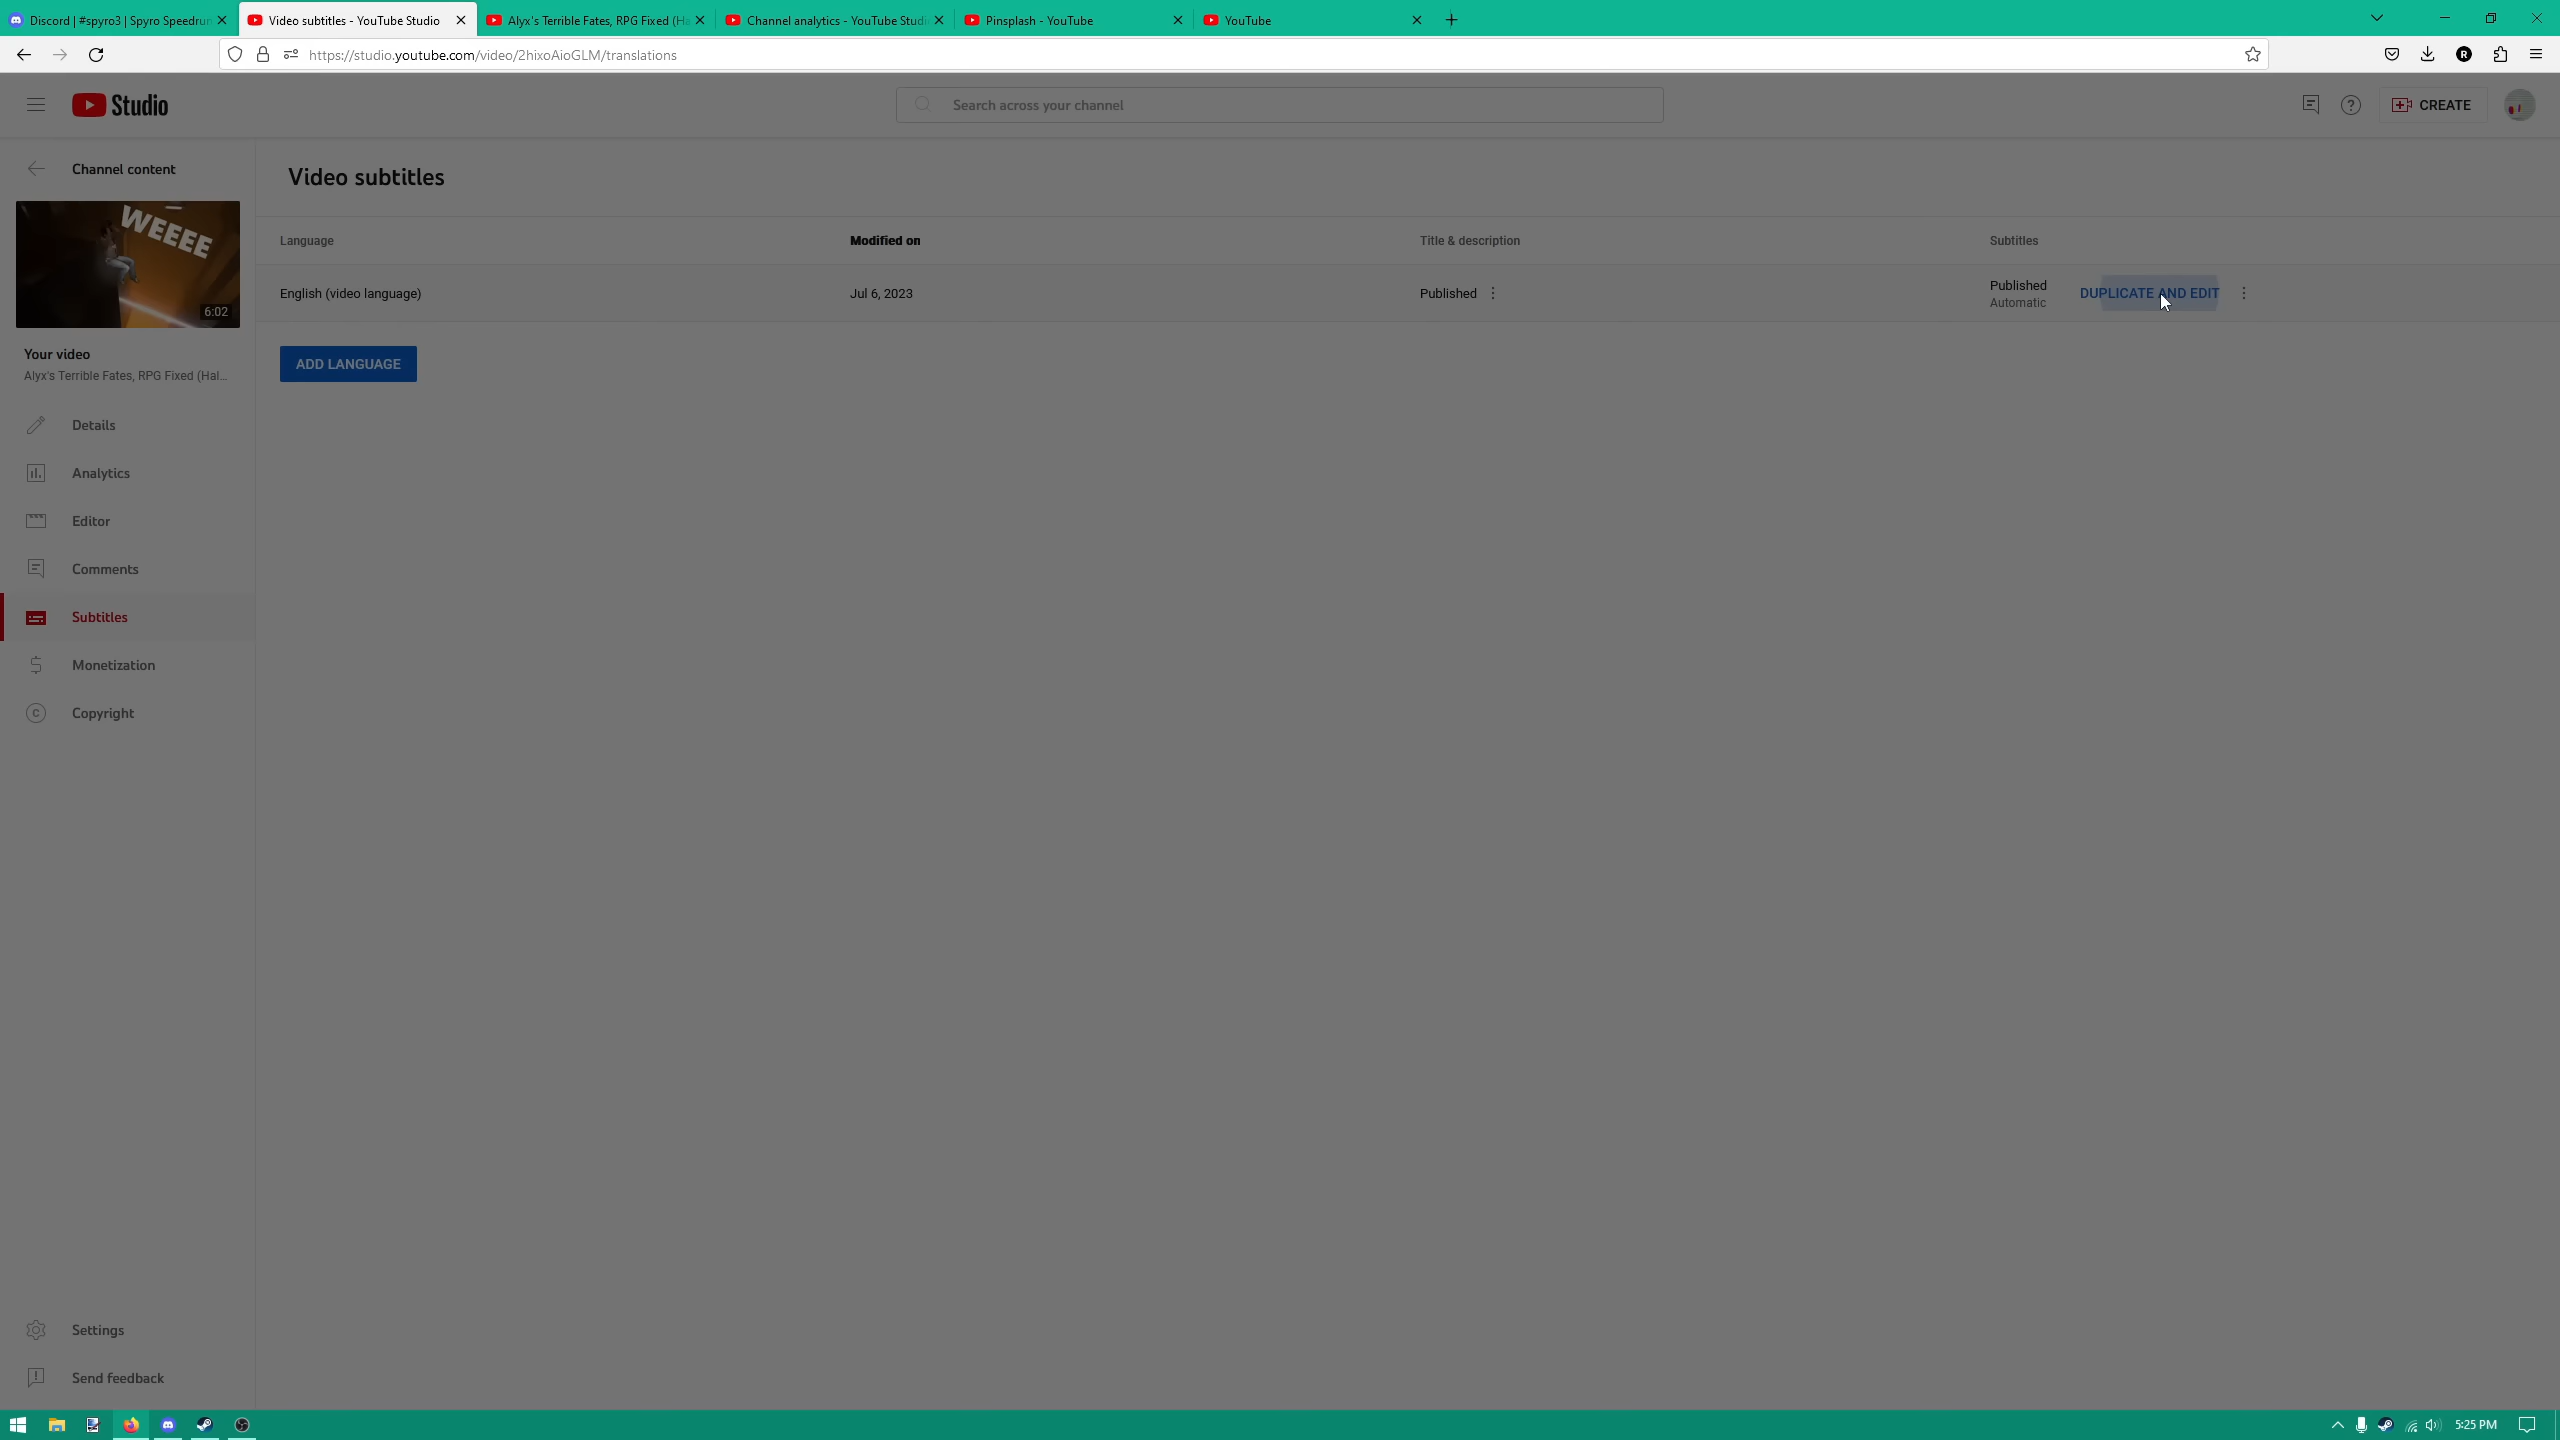 Discord | #spyro3 | Spyro Speedrun
Video subtitles - YouTube Studio
Alyx's Terrible Fates, RPG Fixed (Ha
Channel analytics - YouTube Studi
Pinsplash - YouTube
YouTube
https://studio.youtube.com/video/2hixoAioGLM/translations
R
Studio
Search across your channel
CREATE
Channel content
WEEEE
6:02
Your video
Alyx's Terrible Fates, RPG Fixed (Hal...
Details
Analytics
Editor
Comments
Subtitles
Monetization
Copyright
Settings
Send feedback
Video subtitles
Language
Modified on
Title & description
Subtitles
English (video language)
Jul 6, 2023
Published
Published
Automatic
DUPLICATE AND EDIT
ADD LANGUAGE
5:25 PM